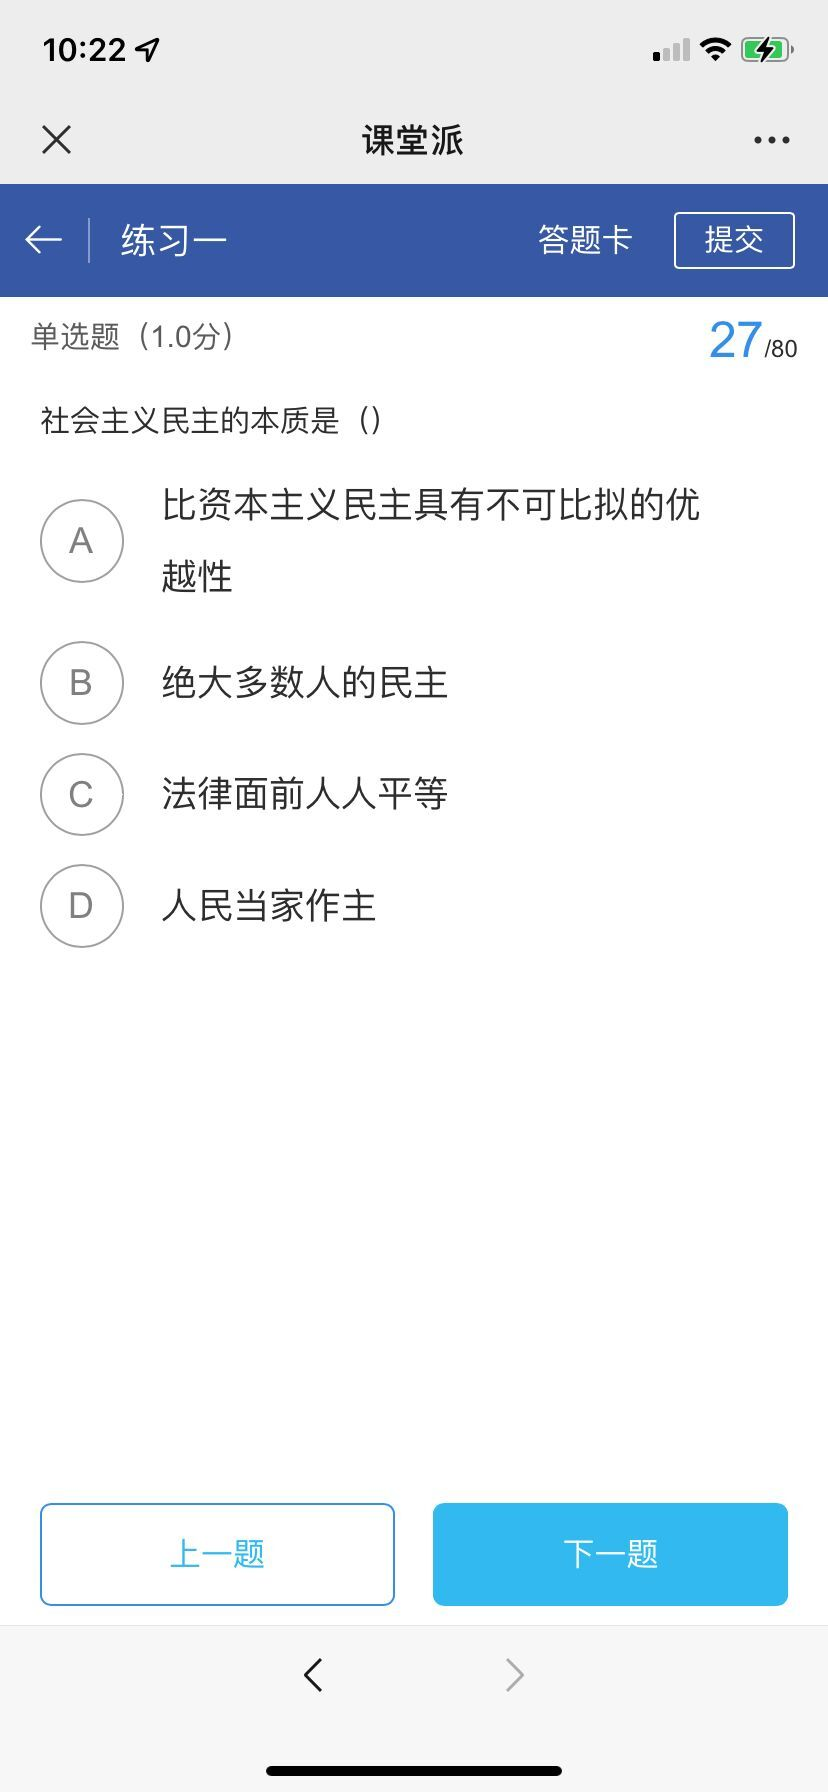 10:22
课堂派
练习一
答题卡
提交
单选题（1.0分）
27/80
社会主义民主的本质是（）
A
比资本主义民主具有不可比拟的优
越性
B
绝大多数人的民主
C
法律面前人人平等
D
人民当家作主
上一题
下一题